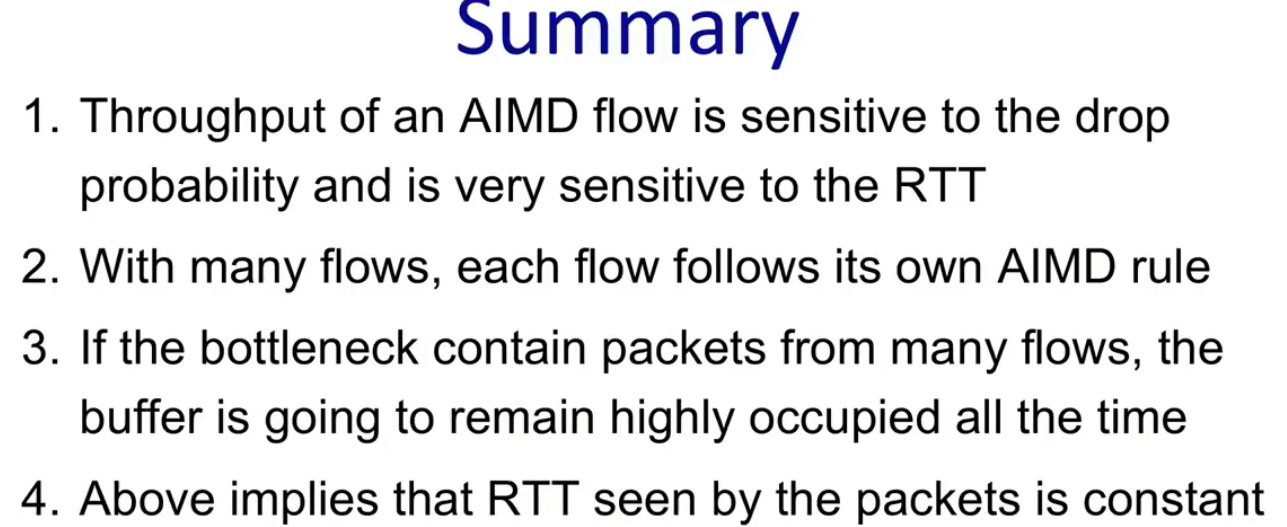 Summary
1. Throughput of an AIMD flow is sensitive to the drop
probability and is very sensitive to the RTT
2. With many flows, each flow follows its own AIMD rule
3. If the bottleneck contain packets from many flows, the
buffer is going to remain highly occupied all the time
4. Above implies that RTT seen by the packets is constant